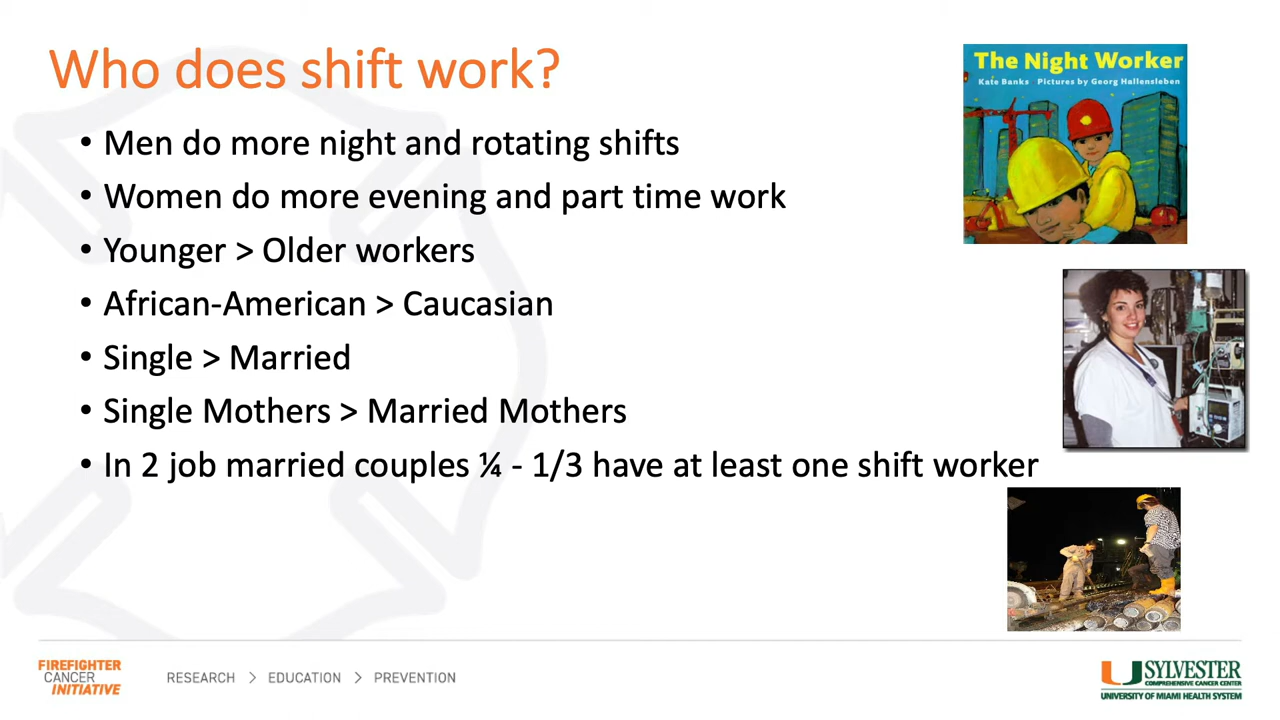 Who does shift work?
• Men do more night and rotating shifts
• Women do more evening and part time work
• Younger > Older workers
• African-American > Caucasian
• Single > Married
• Single Mothers > Married Mothers
• In 2 job married couples ¼ - 1/3 have at least one shift worker
The Night Worker
Kate Banks Pictures by Georg Hallensleben
FIREFIGHTER
CANCER
INITIATIVE
RESEARCH > EDUCATION > PREVENTION
SYLVESTER
COMPREHENSIVE CANCER CENTER
UNIVERSITY OF MIAMI HEALTH SYSTEM